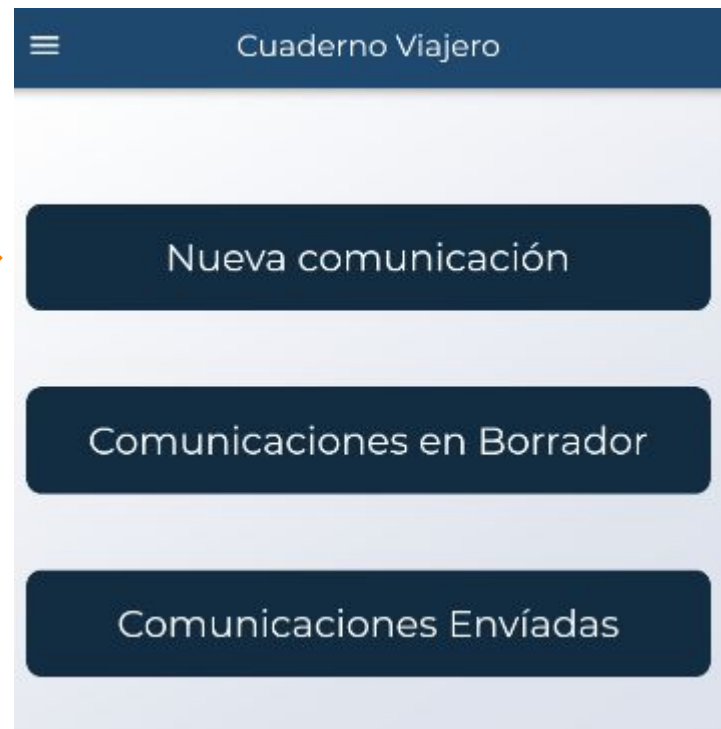 Cuaderno Viajero
Nueva comunicación
Comunicaciones en Borrador
Comunicaciones Envíadas